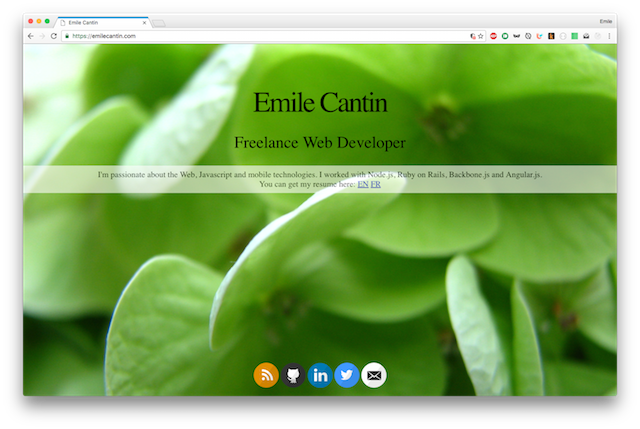 Emile Cantin
Emile
https://emilecantin.com
Emile Cantin
Freelance Web Developer
I'm passionate about the Web, Javascript and mobile technologies. I worked with Node.js, Ruby on Rails, Backbone.js and Angular.js.
You can get my resume here: EN FR
in